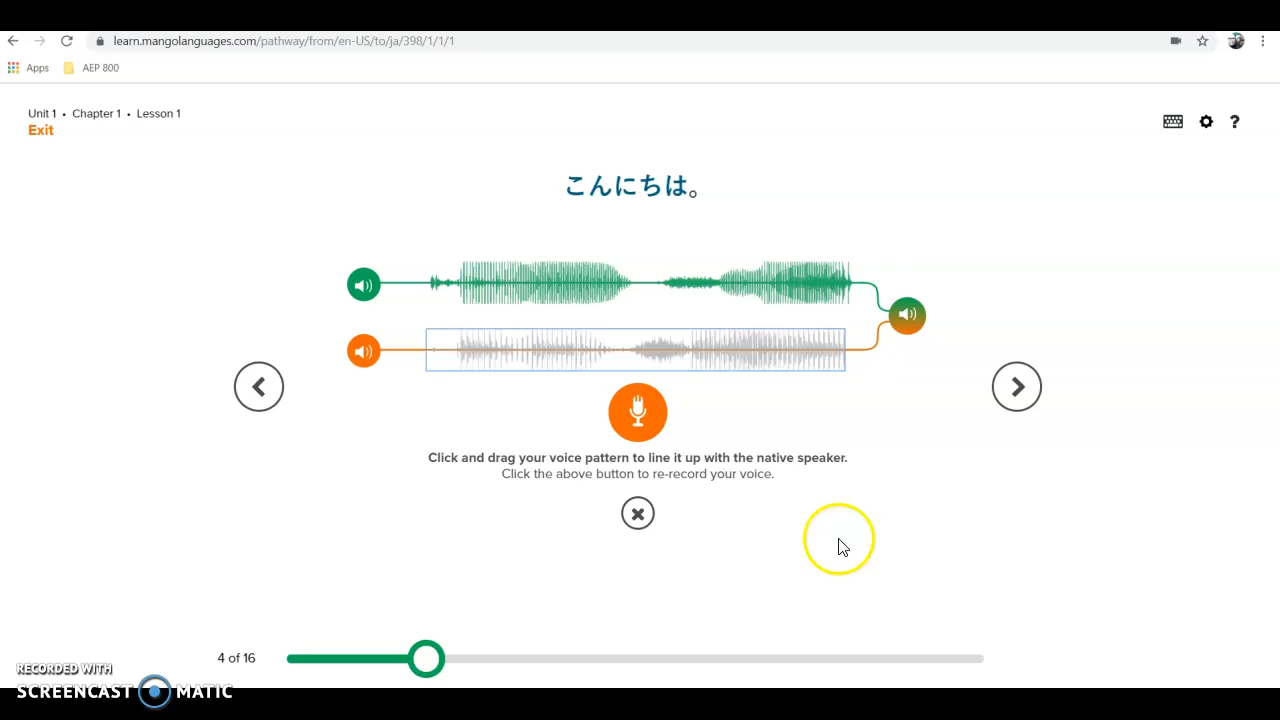 learn.mangolanguages.com/pathway/from/en-US/to/ja/398/1/1/1
Apps AEP 800
Unit 1 • Chapter 1 • Lesson 1
Exit
?
こんにちは。
Click and drag your voice pattern to line it up with the native speaker.
Click the above button to re-record your voice.
4 of 16
RECORDED WITH
SCREENCAST MATIC